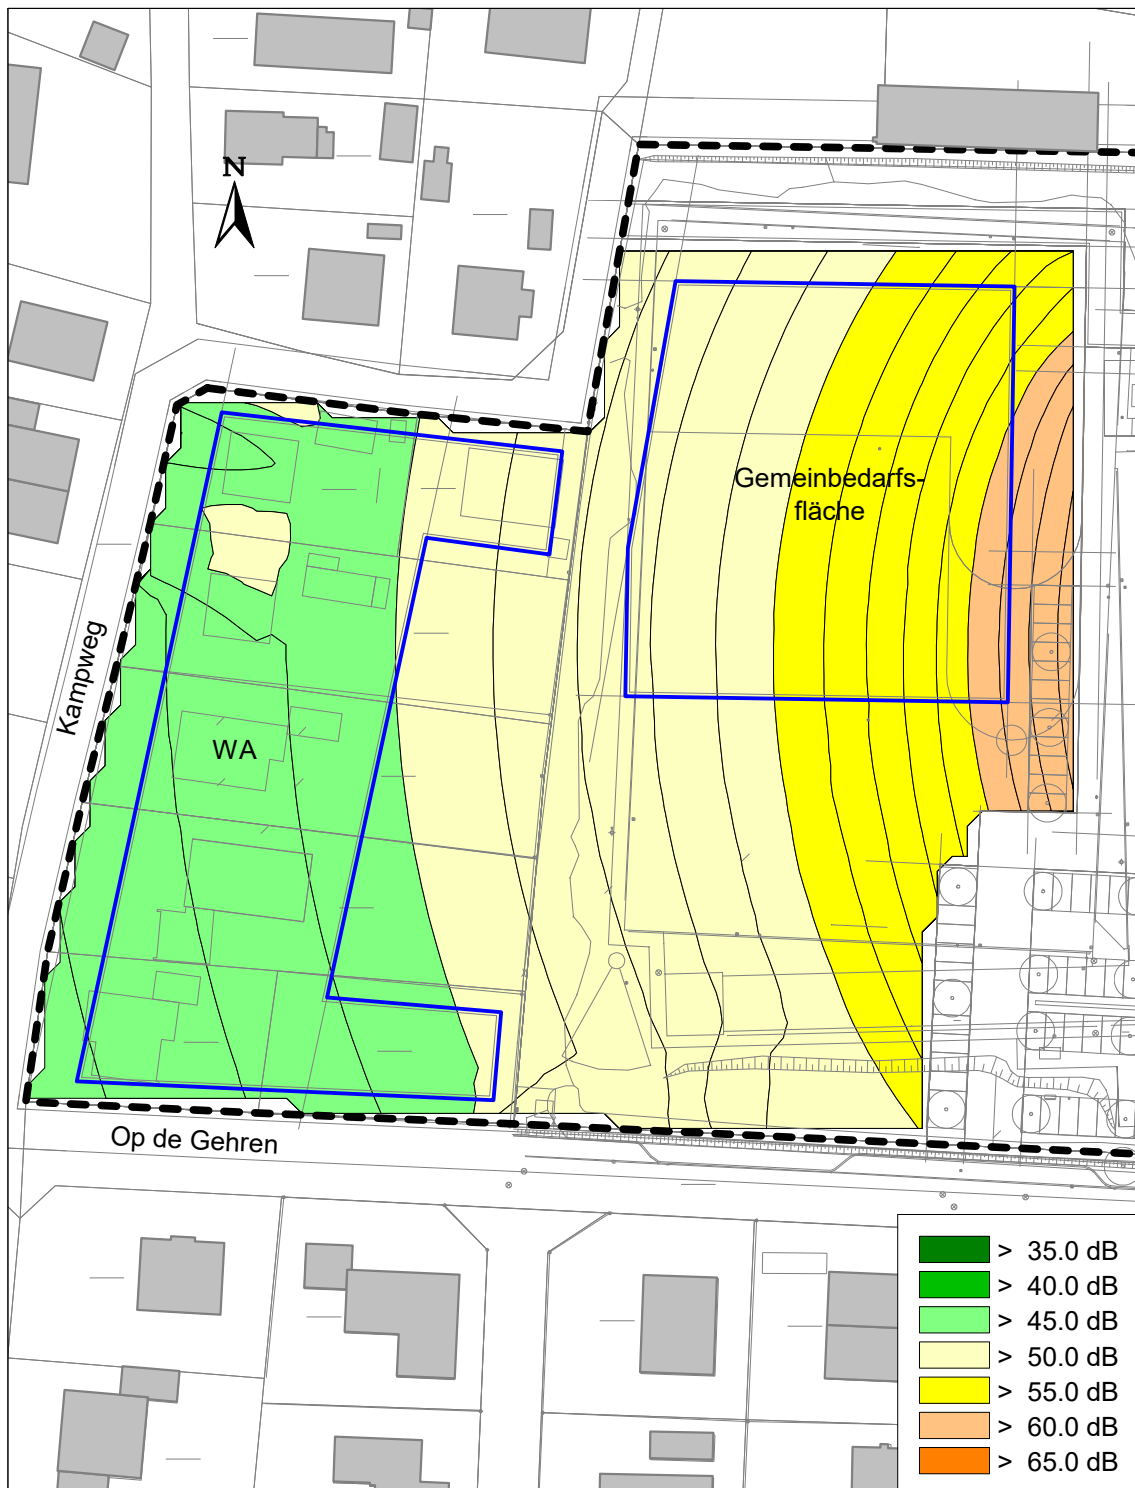 N
Gemeinbedarfs-
fläche
Kampweg
WA
Op de Gehren
> 35.0 dB
> 40.0 dB
> 45.0 dB
> 50.0 dB
> 55.0 dB
> 60.0 dB
> 65.0 dB